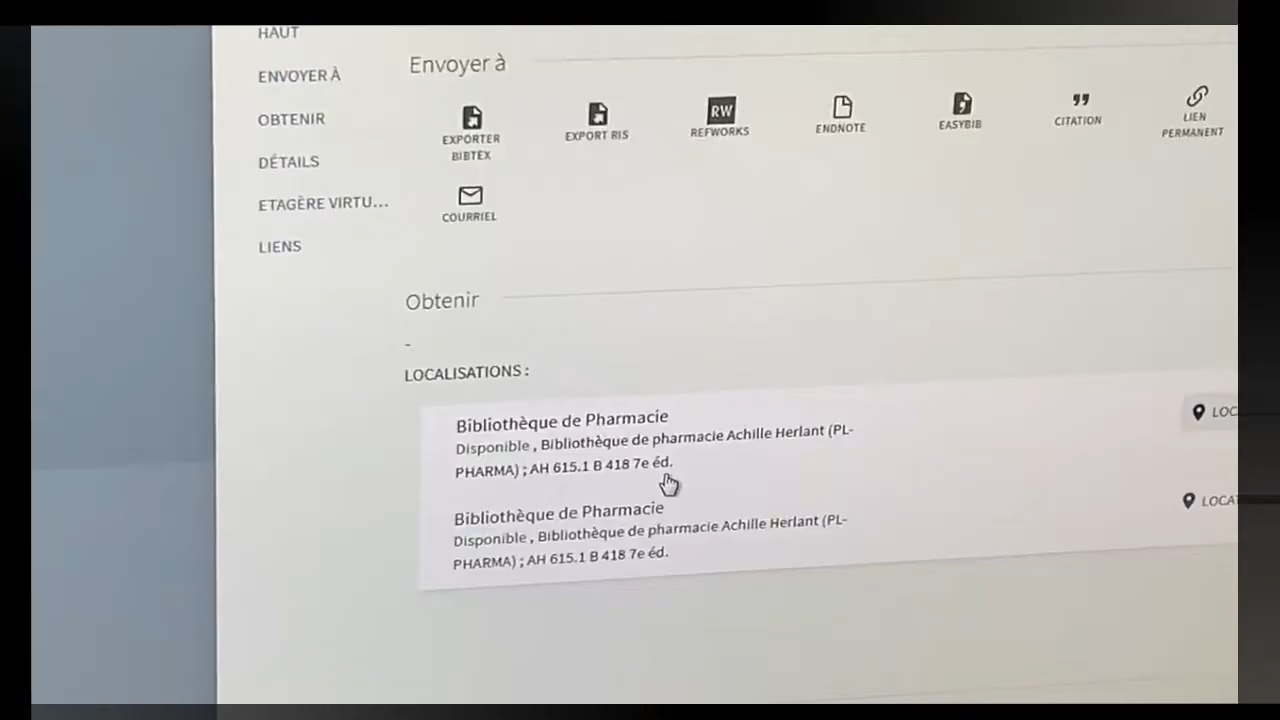 HAUT
ENVOYER À
OBTENIR
DÉTAILS
ETAGÈRE VIRTU...
LIENS
Envoyer à
EXPORTER
BIBTEX
EXPORT RIS
RW
REFWORKS
ENDNOTE
EASYBIB
CITATION
LIEN
PERMANENT
COURRIEL
Obtenir
-
LOCALISATIONS :
Bibliothèque de Pharmacie
Disponible , Bibliothèque de pharmacie Achille Herlant (PL-
PHARMA) ; AH 615.1 B 418 7e éd.
LOC
Bibliothèque de Pharmacie
Disponible , Bibliothèque de pharmacie Achille Herlant (PL-
PHARMA) ; AH 615.1 B 418 7e éd.
LOCA